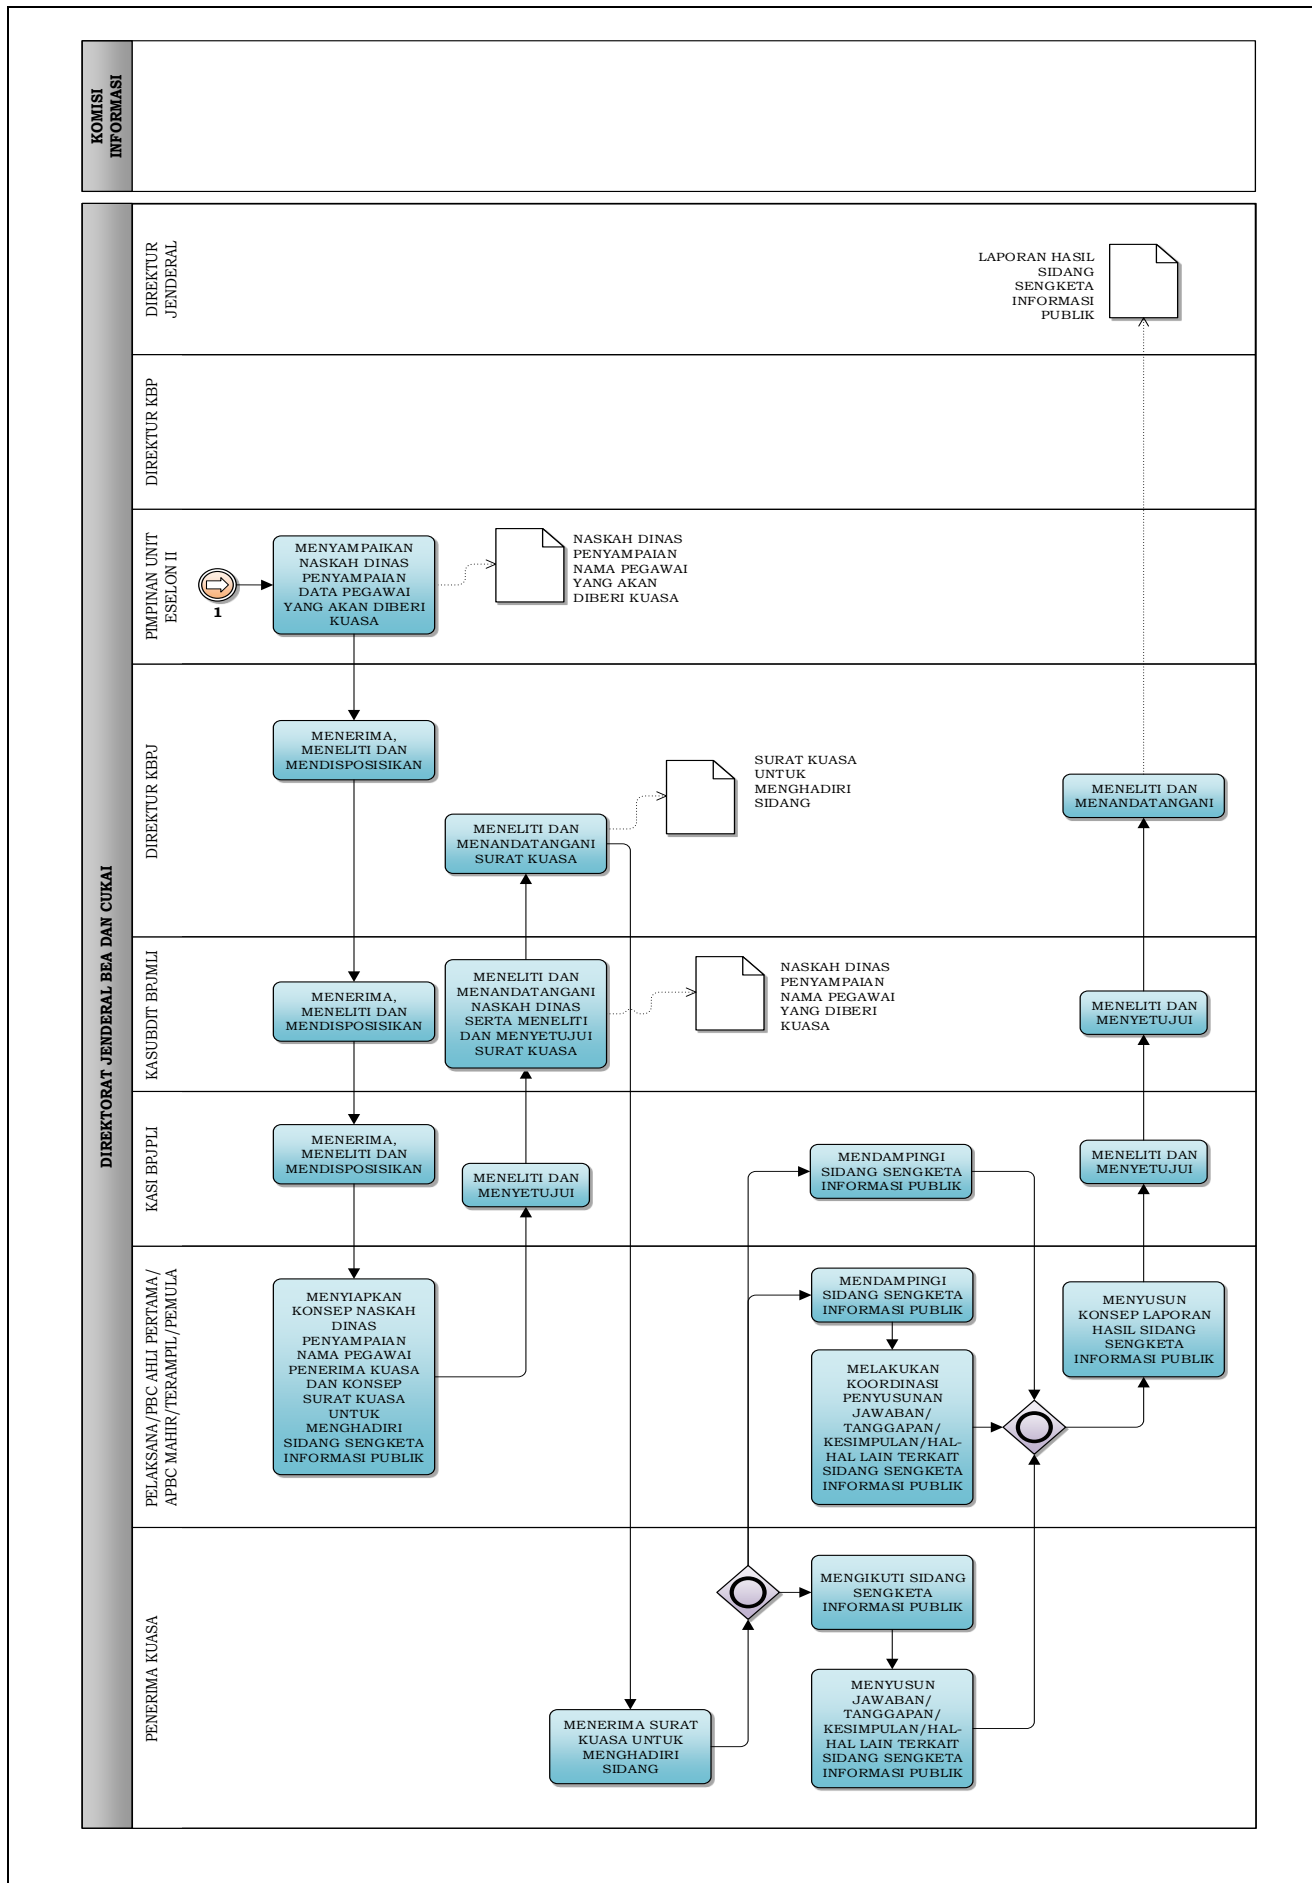 KOMISI
INFORMASI
DIREKTORAT JENDERAL BEA DAN CUKAI
DIREKTUR
JENDERAL
LAPORAN HASIL
SIDANG
SENGKETA
INFORMASI
PUBLIK
DIREKTUR KBP
PIMPINAN UNIT
ESELON II
1
MENYAMPAIKAN
NASKAH DINAS
PENYAMPAIAN
DATA PEGAWAI
YANG AKAN DIBERI
KUASA
NASKAH DINAS
PENYAMPAIAN
NAMA PEGAWAI
YANG AKAN
DIBERI KUASA
DIREKTUR KBPJ
MENERIMA,
MENELITI DAN
MENDISPOSISIKAN
MENELITI DAN
MENANDATANGANI
SURAT KUASA
SURAT KUASA
UNTUK
MENGHADIRI
SIDANG
MENELITI DAN
MENANDATANGANI
KASUBDIT BPJMLI
MENERIMA,
MENELITI DAN
MENDISPOSISIKAN
MENELITI DAN
MENANDATANGANI
NASKAH DINAS
SERTA MENELITI
DAN MENYETUJUI
SURAT KUASA
NASKAH DINAS
PENYAMPAIAN
NAMA PEGAWAI
YANG DIBERI
KUASA
MENELITI DAN
MENYETUJUI
KASI BPJPLI
MENERIMA,
MENELITI DAN
MENDISPOSISIKAN
MENELITI DAN
MENYETUJUI
MENDAMPINGI
SIDANG SENGKETA
INFORMASI PUBLIK
MENELITI DAN
MENYETUJUI
PELAKSANA/PBC AHLI PERTAMA/
APBC MAHIR/TERAMPIL/PEMULA
MENYIAPKAN
KONSEP NASKAH
DINAS
PENYAMPAIAN
NAMA PEGAWAI
PENERIMA KUASA
DAN KONSEP
SURAT KUASA
UNTUK
MENGHADIRI
SIDANG SENGKETA
INFORMASI PUBLIK
MENDAMPINGI
SIDANG SENGKETA
INFORMASI PUBLIK
MELAKUKAN
KOORDINASI
PENYUSUNAN
JAWABAN/
TANGGAPAN/
KESIMPULAN/HAL-
HAL LAIN TERKAIT
SIDANG SENGKETA
INFORMASI PUBLIK
MENYUSUN
KONSEP LAPORAN
HASIL SIDANG
SENGKETA
INFORMASI PUBLIK
PENERIMA KUASA
MENERIMA SURAT
KUASA UNTUK
MENGHADIRI
SIDANG
MENGIKUTI SIDANG
SENGKETA
INFORMASI PUBLIK
MENYUSUN
JAWABAN/
TANGGAPAN/
KESIMPULAN/HAL-
HAL LAIN TERKAIT
SIDANG SENGKETA
INFORMASI PUBLIK